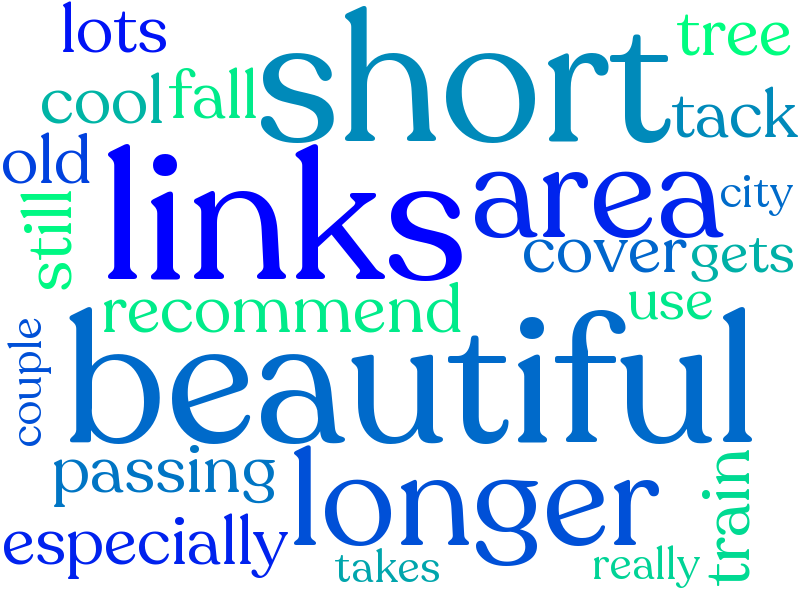 lots
short
tree
cool
fall
tack
old
links
area
city
still
cover
gets
recommend
use
couple
beautiful
passing
longer
train
especially
takes
really